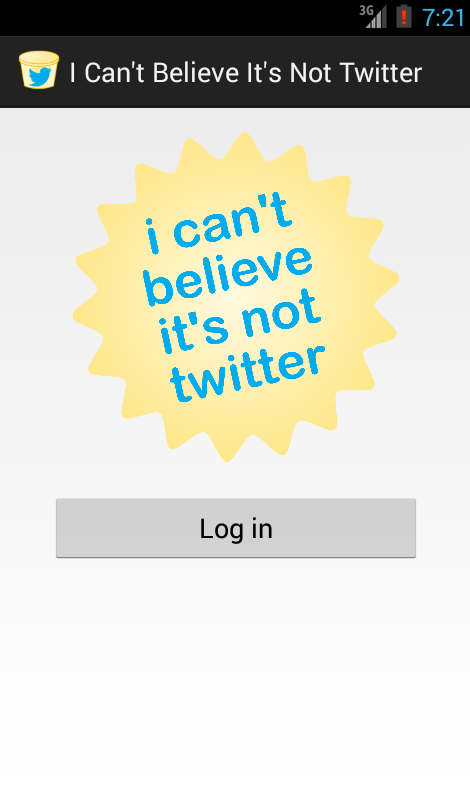 3G
7:21
I Can't Believe It's Not Twitter
i can't
believe
it's not
twitter
Log in